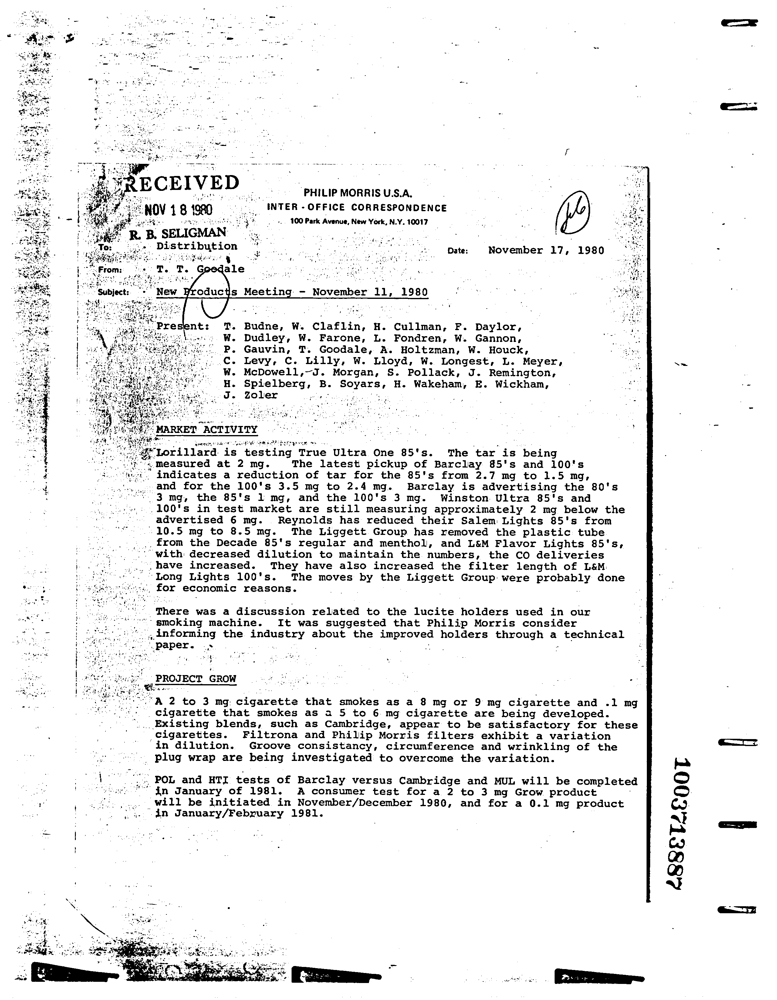 RECEIVED
NOV 18 1980
R. B. SELIGMAN
PHILIP MORRIS U.S.A.
INTER - OFFICE CORRESPONDENCE
100 Park Avenue, New York, N.Y. 10017
To: Distribution
Date: November 17, 1980
From: T. T. Goodale
Subject: New Products Meeting - November 11, 1980
Present: T. Budne, W. Claflin, H. Cullman, F. Daylor,
W. Dudley, W. Farone, L. Fondren, W. Gannon,
P. Gauvin, T. Goodale, A. Holtzman, W. Houck,
C. Levy, C. Lilly, W. Lloyd, W. Longest, L. Meyer,
W. McDowell, J. Morgan, S. Pollack, J. Remington,
H. Spielberg, B. Soyars, H. Wakeham, E. Wickham,
J. Zoler
MARKET ACTIVITY
Lorillard is testing True Ultra One 85's. The tar is being
measured at 2 mg. The latest pickup of Barclay 85's and 100's
indicates a reduction of tar for the 85's from 2.7 mg to 1.5 mg,
and for the 100's 3.5 mg to 2.4 mg. Barclay is advertising the 80's
3 mg, the 85's 1 mg, and the 100's 3 mg. Winston Ultra 85's and
100's in test market are still measuring approximately 2 mg below the
advertised 6 mg. Reynolds has reduced their Salem Lights 85's from
10.5 mg to 8.5 mg. The Liggett Group has removed the plastic tube
from the Decade 85's regular and menthol, and L&M Flavor Lights 85's,
with decreased dilution to maintain the numbers, the CO deliveries
have increased. They have also increased the filter length of L&M
Long Lights 100's. The moves by the Liggett Group were probably done
for economic reasons.
There was a discussion related to the lucite holders used in our
smoking machine. It was suggested that Philip Morris consider
informing the industry about the improved holders through a technical
paper.
PROJECT GROW
A 2 to 3 mg cigarette that smokes as a 8 mg or 9 mg cigarette and .1 mg
cigarette that smokes as a 5 to 6 mg cigarette are being developed.
Existing blends, such as Cambridge, appear to be satisfactory for these
cigarettes. Filtrona and Philip Morris filters exhibit a variation
in dilution. Groove consistancy, circumference and wrinkling of the
plug wrap are being investigated to overcome the variation.
POL and HTI tests of Barclay versus Cambridge and MUL will be completed
in January of 1981. A consumer test for a 2 to 3 mg Grow product
will be initiated in November/December 1980, and for a 0.1 mg product
in January/February 1981.
1003713887